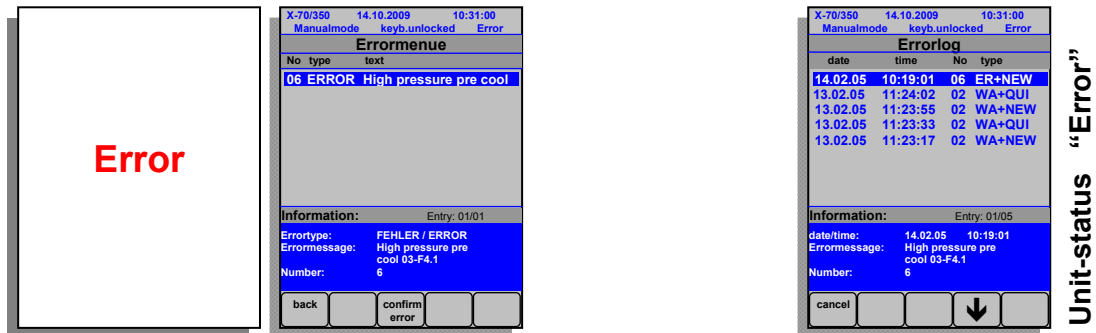 Error
X-70/350 14.10.2009 10:31:00
Manualmode keyb.unlocked Error
Errormenue
No type text
06 ERROR High pressure pre cool
Information: Entry: 01/01
Errortype: FEHLER / ERROR
Errormessage: High pressure pre
cool 03-F4.1
Number: 6
back confirm
error
X-70/350 14.10.2009 10:31:00
Manualmode keyb.unlocked Error
Errorlog
date time No type
14.02.05 10:19:01 06 ER+NEW
13.02.05 11:24:02 02 WA+QUI
13.02.05 11:23:55 02 WA+NEW
13.02.05 11:23:33 02 WA+QUI
13.02.05 11:23:17 02 WA+NEW
Information: Entry: 01/05
date/time: 14.02.05 10:19:01
Errormessage: High pressure pre
cool 03-F4.1
Number: 6
cancel
Unit-status “Error”